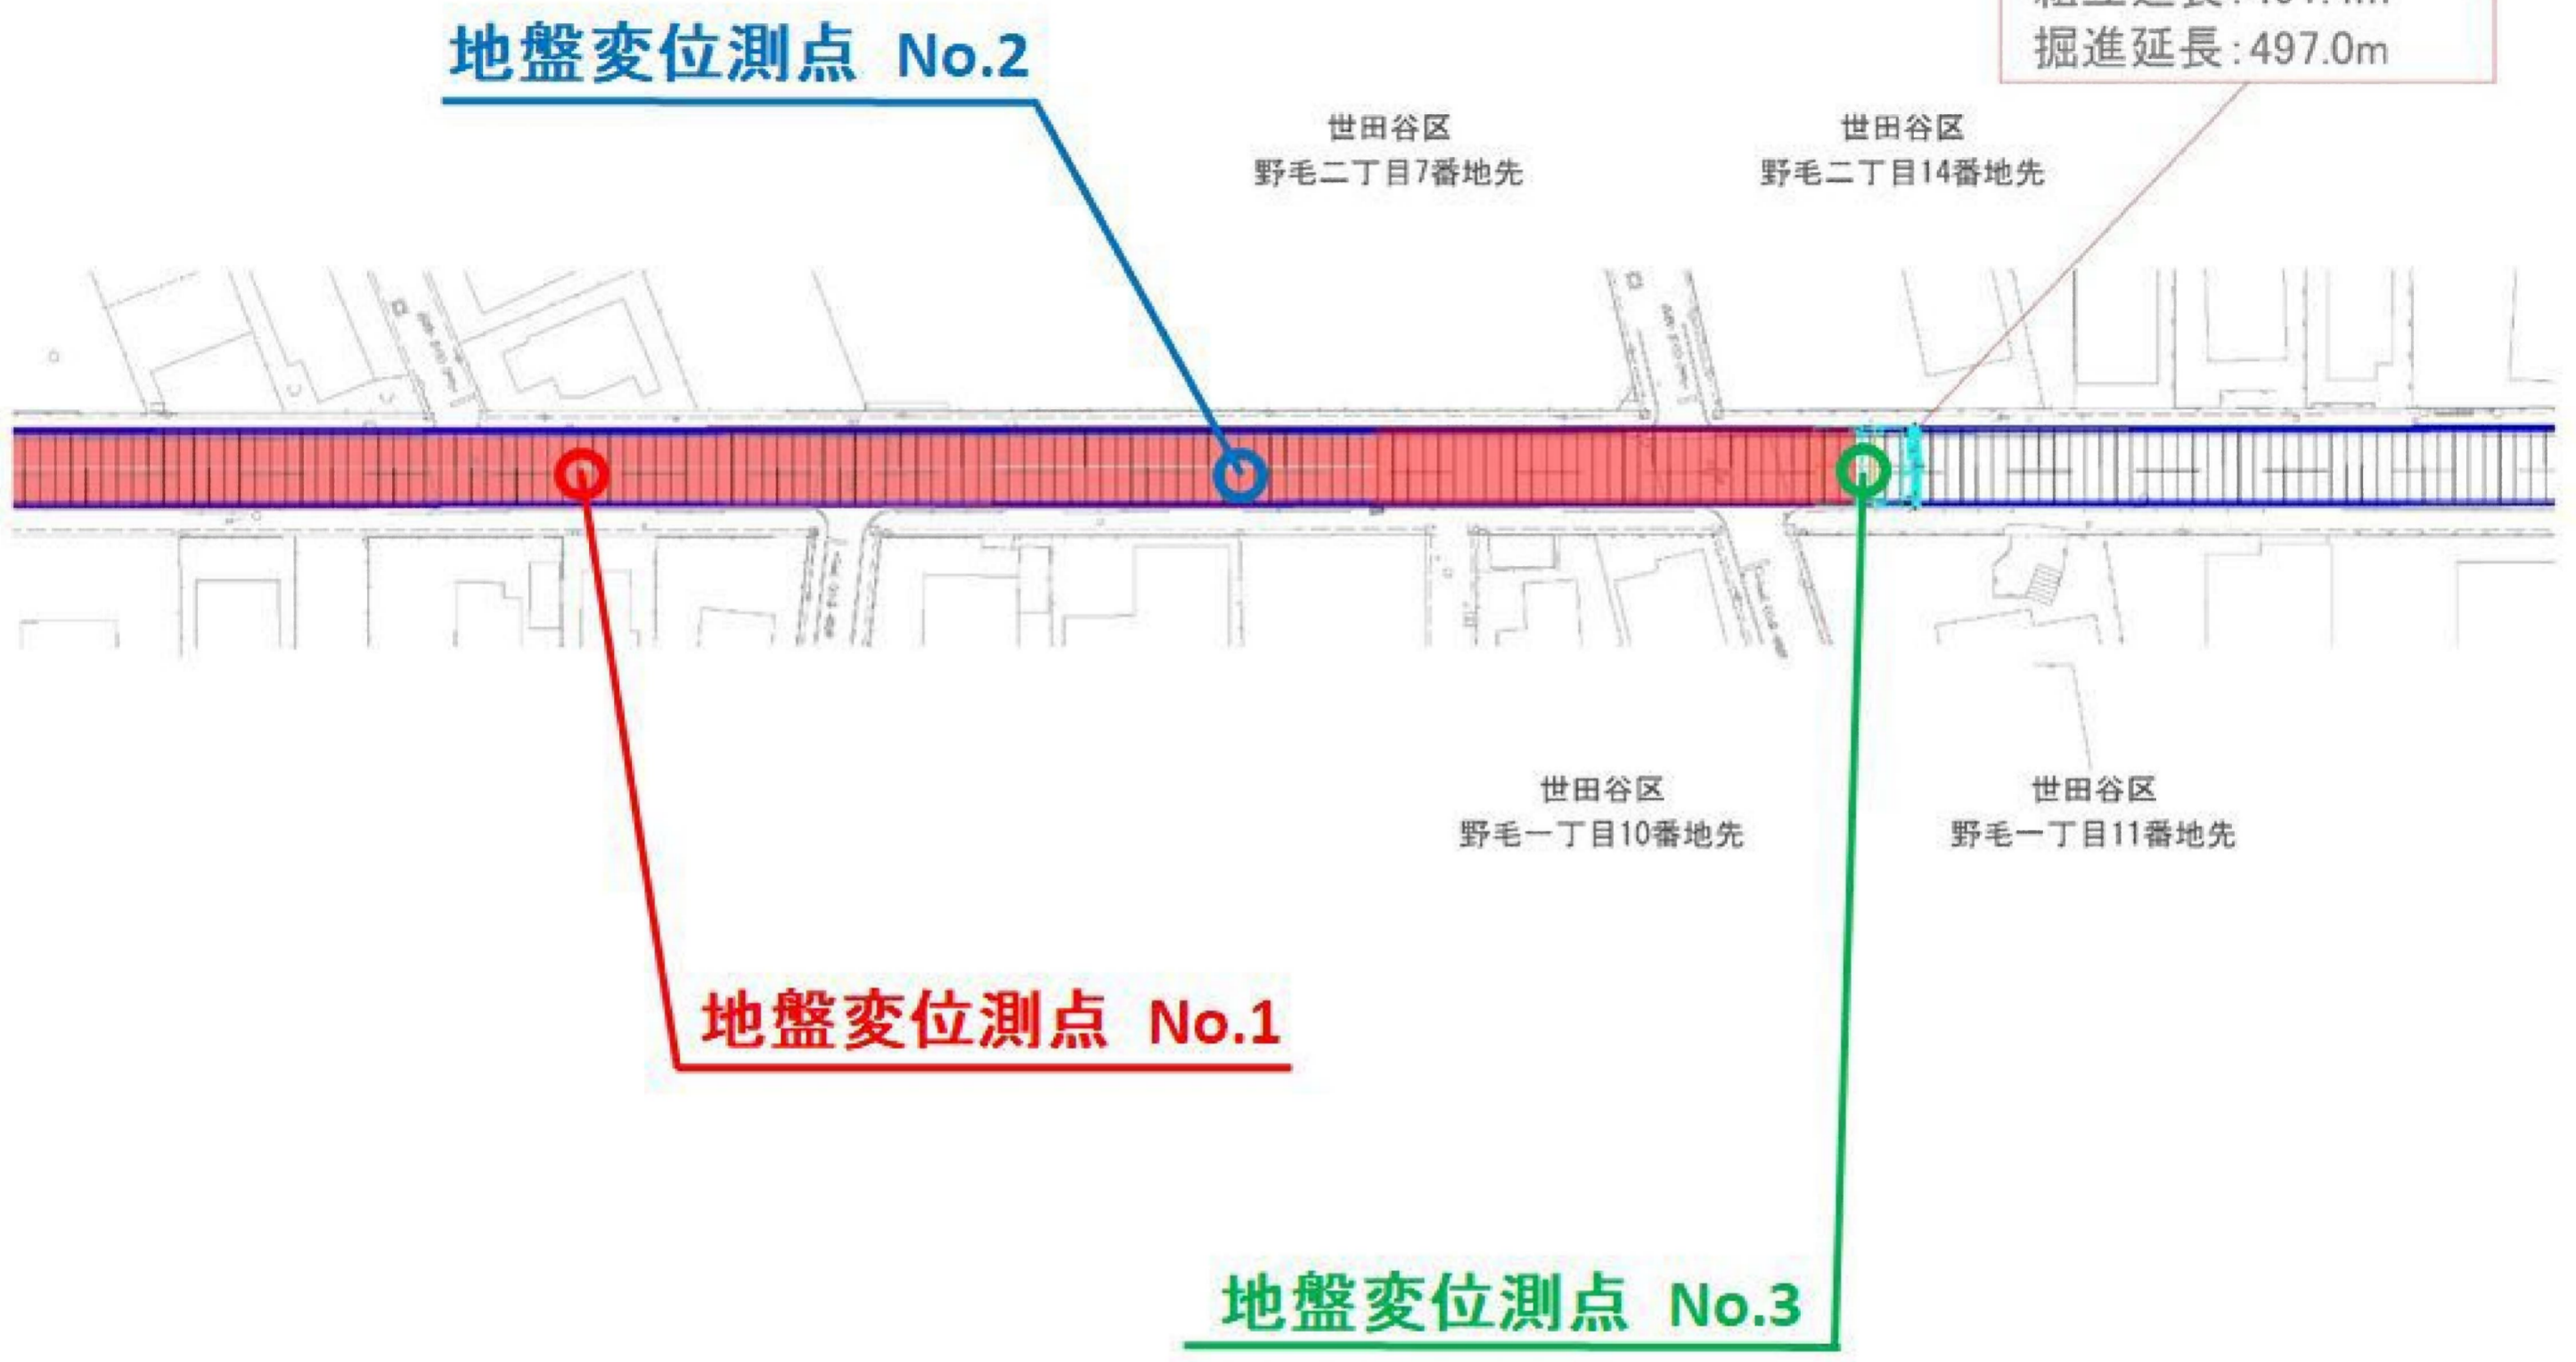 地盤変位測点 No.2
掘進延長:497.0m
世田谷区
野毛二丁目7番地先
世田谷区
野毛二丁目14番地先
世田谷区
野毛一丁目10番地先
世田谷区
野毛一丁目11番地先
地盤変位測点 No.1
地盤変位測点 No.3